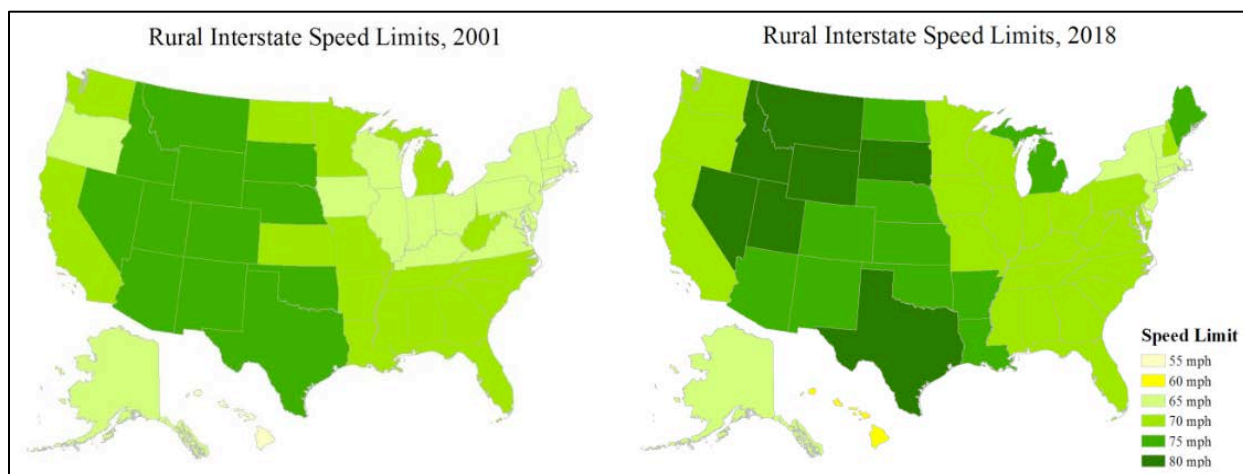 Rural Interstate Speed Limits, 2001
Rural Interstate Speed Limits, 2018
Speed Limit
55 mph
60 mph
65 mph
70 mph
75 mph
80 mph